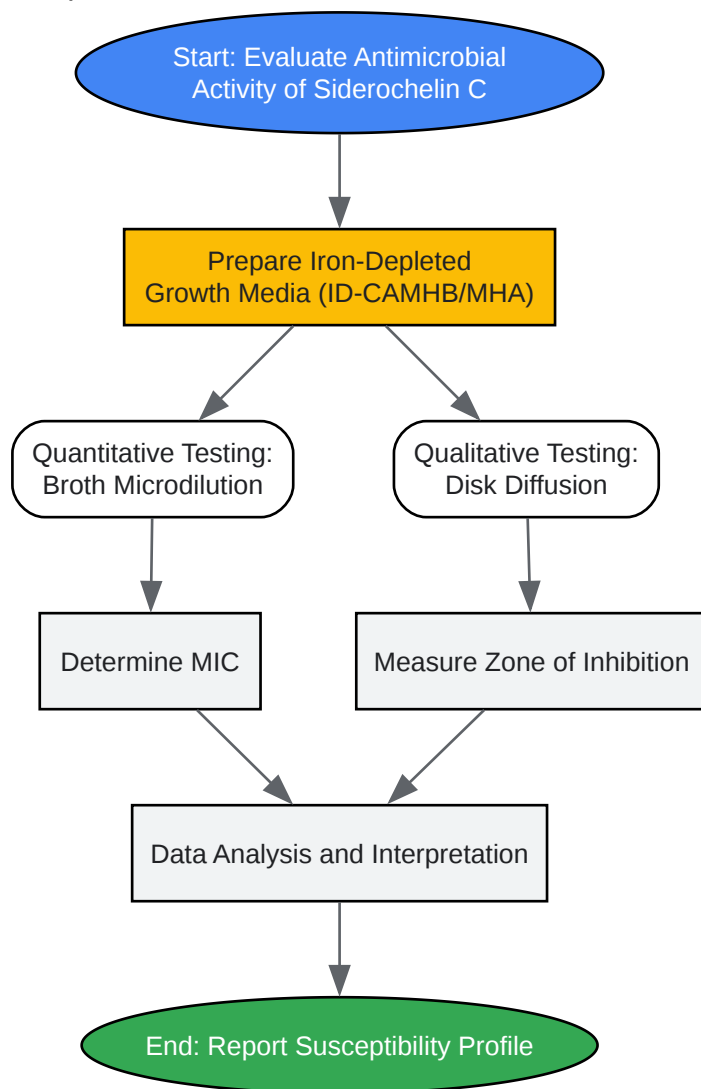 Start: Evaluate Antimicrobial
Activity of Siderochelin C
Prepare Iron-Depleted
Growth Media (ID-CAMHB/MHA)
Quantitative Testing:
Broth Microdilution
Qualitative Testing:
Disk Diffusion
Determine MIC
Measure Zone of Inhibition
Data Analysis and Interpretation
End: Report Susceptibility Profile